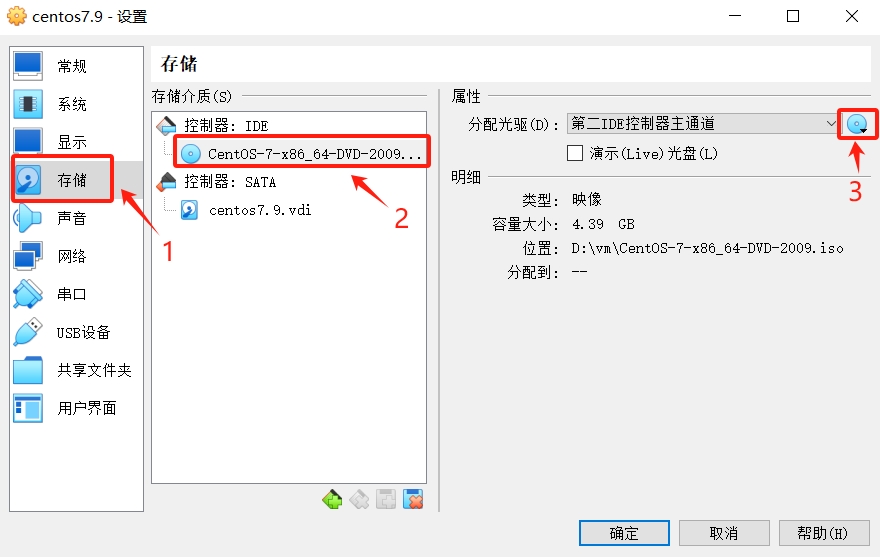 centos7.9 - 设置
常规
系统
显示
存储
声音
网络
串口
USB设备
共享文件夹
用户界面
1
存储
存储介质(S)
控制器: IDE
CentOS-7-x86_64-DVD-2009...
控制器: SATA
centos7.9.vdi
2
属性
分配光驱(D): 第二IDE控制器主通道
演示(Live)光盘(L)
3
明细
类型: 映像
容量大小: 4.39 GB
位置: D:\vm\CentOS-7-x86_64-DVD-2009.iso
分配到: --
确定 取消 帮助(H)